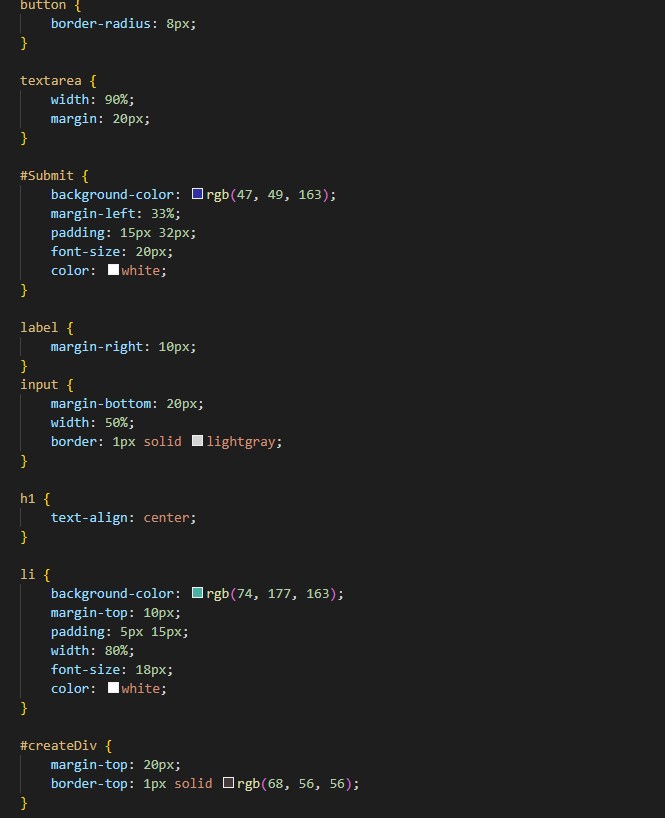 button {
    border-radius: 8px;
}

textarea {
    width: 90%;
    margin: 20px;
}

#Submit {
    background-color: rgb(47, 49, 163);
    margin-left: 33%;
    padding: 15px 32px;
    font-size: 20px;
    color: white;
}

label {
    margin-right: 10px;
}
input {
    margin-bottom: 20px;
    width: 50%;
    border: 1px solid lightgray;
}

h1 {
    text-align: center;
}

li {
    background-color: rgb(74, 177, 163);
    margin-top: 10px;
    padding: 5px 15px;
    width: 80%;
    font-size: 18px;
    color: white;
}

#createDiv {
    margin-top: 20px;
    border-top: 1px solid rgb(68, 56, 56);
}